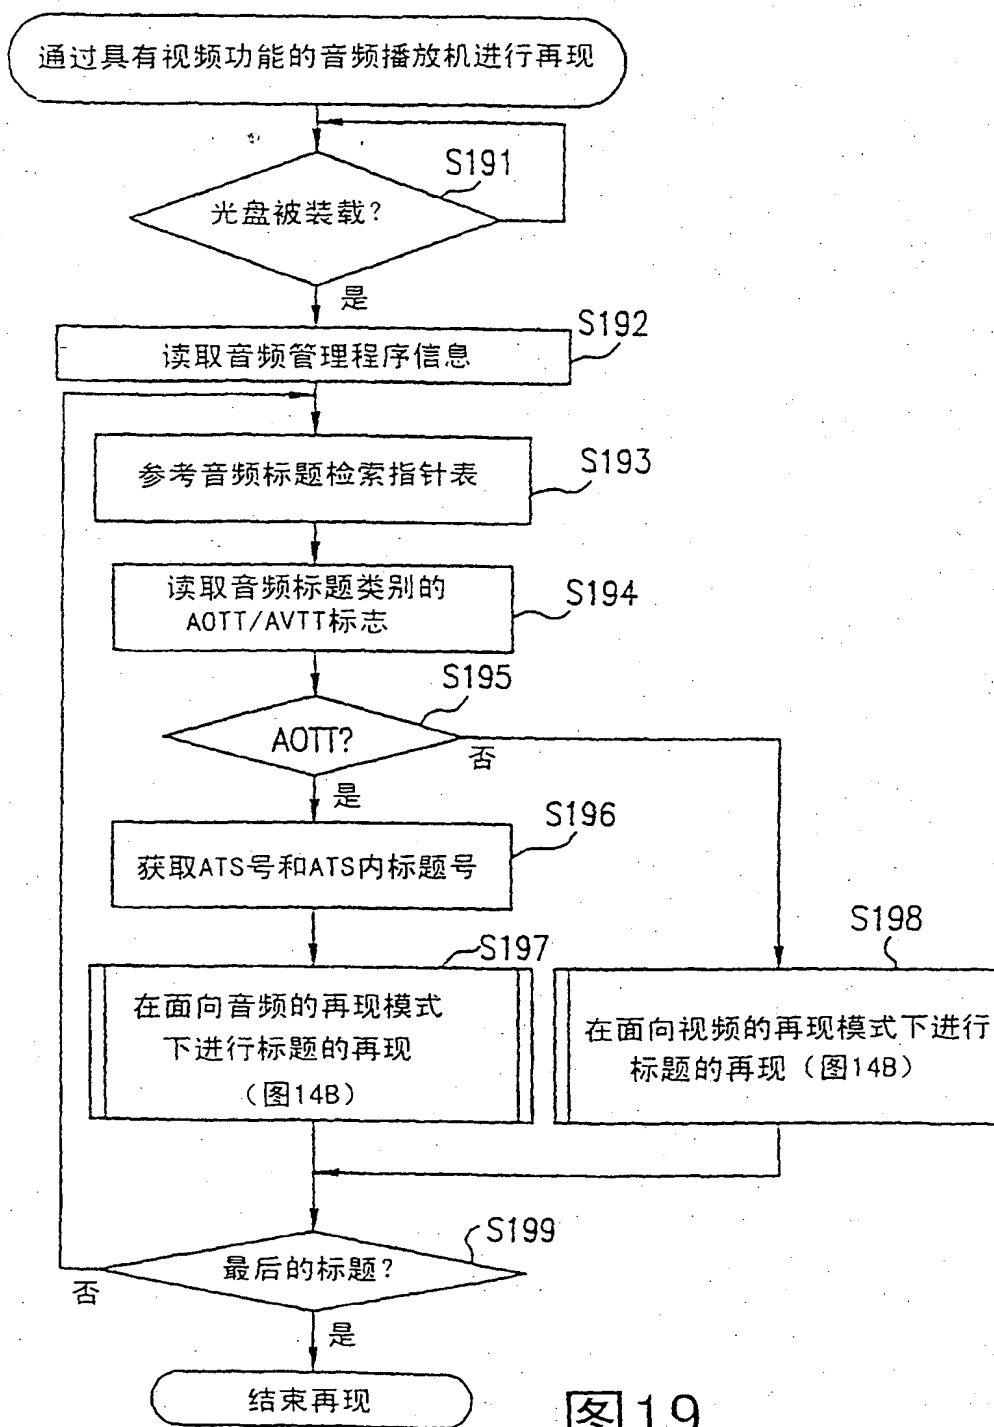 通过具有视频功能的音频播放机进行再现
S191
光盘被装载?
是
S192
读取音频管理程序信息
S193
参考音频标题检索指针表
读取音频标题类别的
AOTT/AVTT标志
S194
S195
AOTT?
否
是
S196
获取ATS号和ATS内标题号
S197
S198
在面向音频的再现模式
下进行标题的再现
(图14B)
在面向视频的再现模式下进行
标题的再现(图14B)
S199
最后的标题?
否
是
结束再现
图19